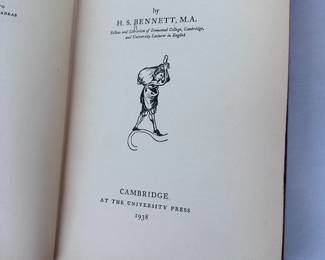 by
H. S. BENNETT, M.A.
Fellow and Librarian of Emmanuel College, Cambridge,
and University Lecturer in English
CAMBRIDGE
AT THE UNIVERSITY PRESS
1938